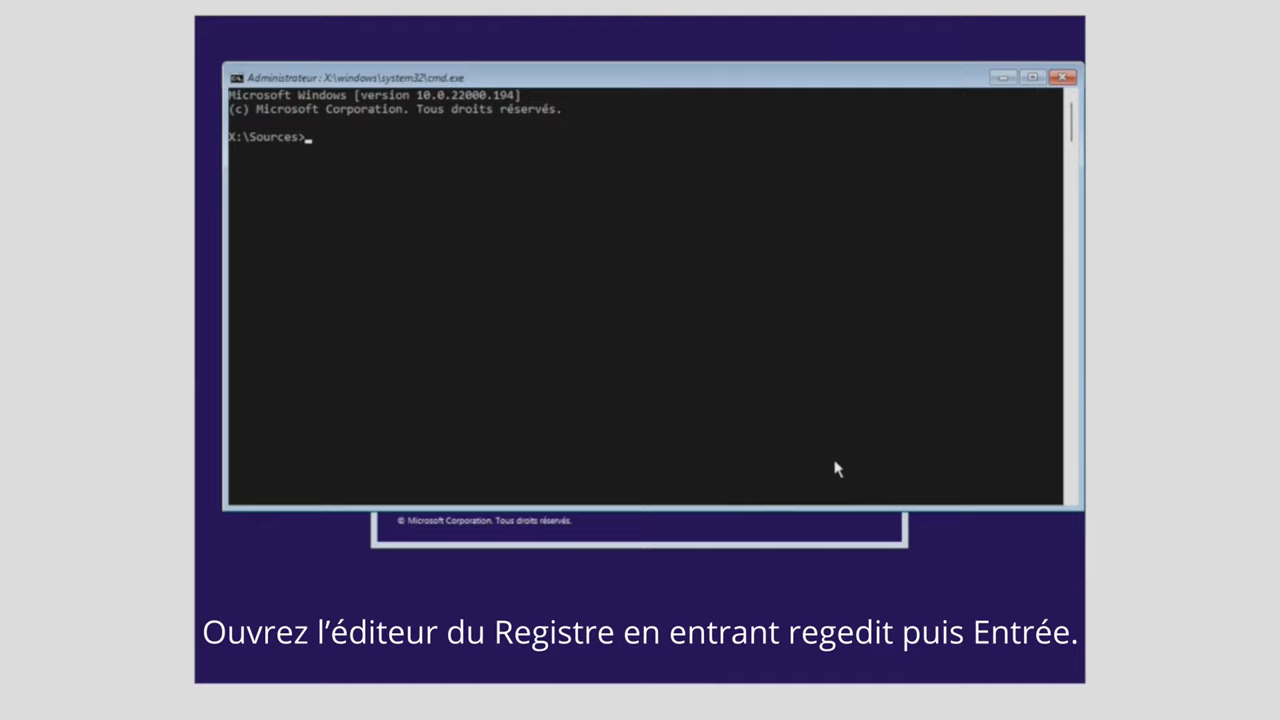 Administrateur : X:\windows\system32\cmd.exe
Microsoft Windows [version 10.0.22000.194]
(c) Microsoft Corporation. Tous droits réservés.
X:\Sources>
© Microsoft Corporation. Tous droits réservés.
Ouvrez l’éditeur du Registre en entrant regedit puis Entrée.